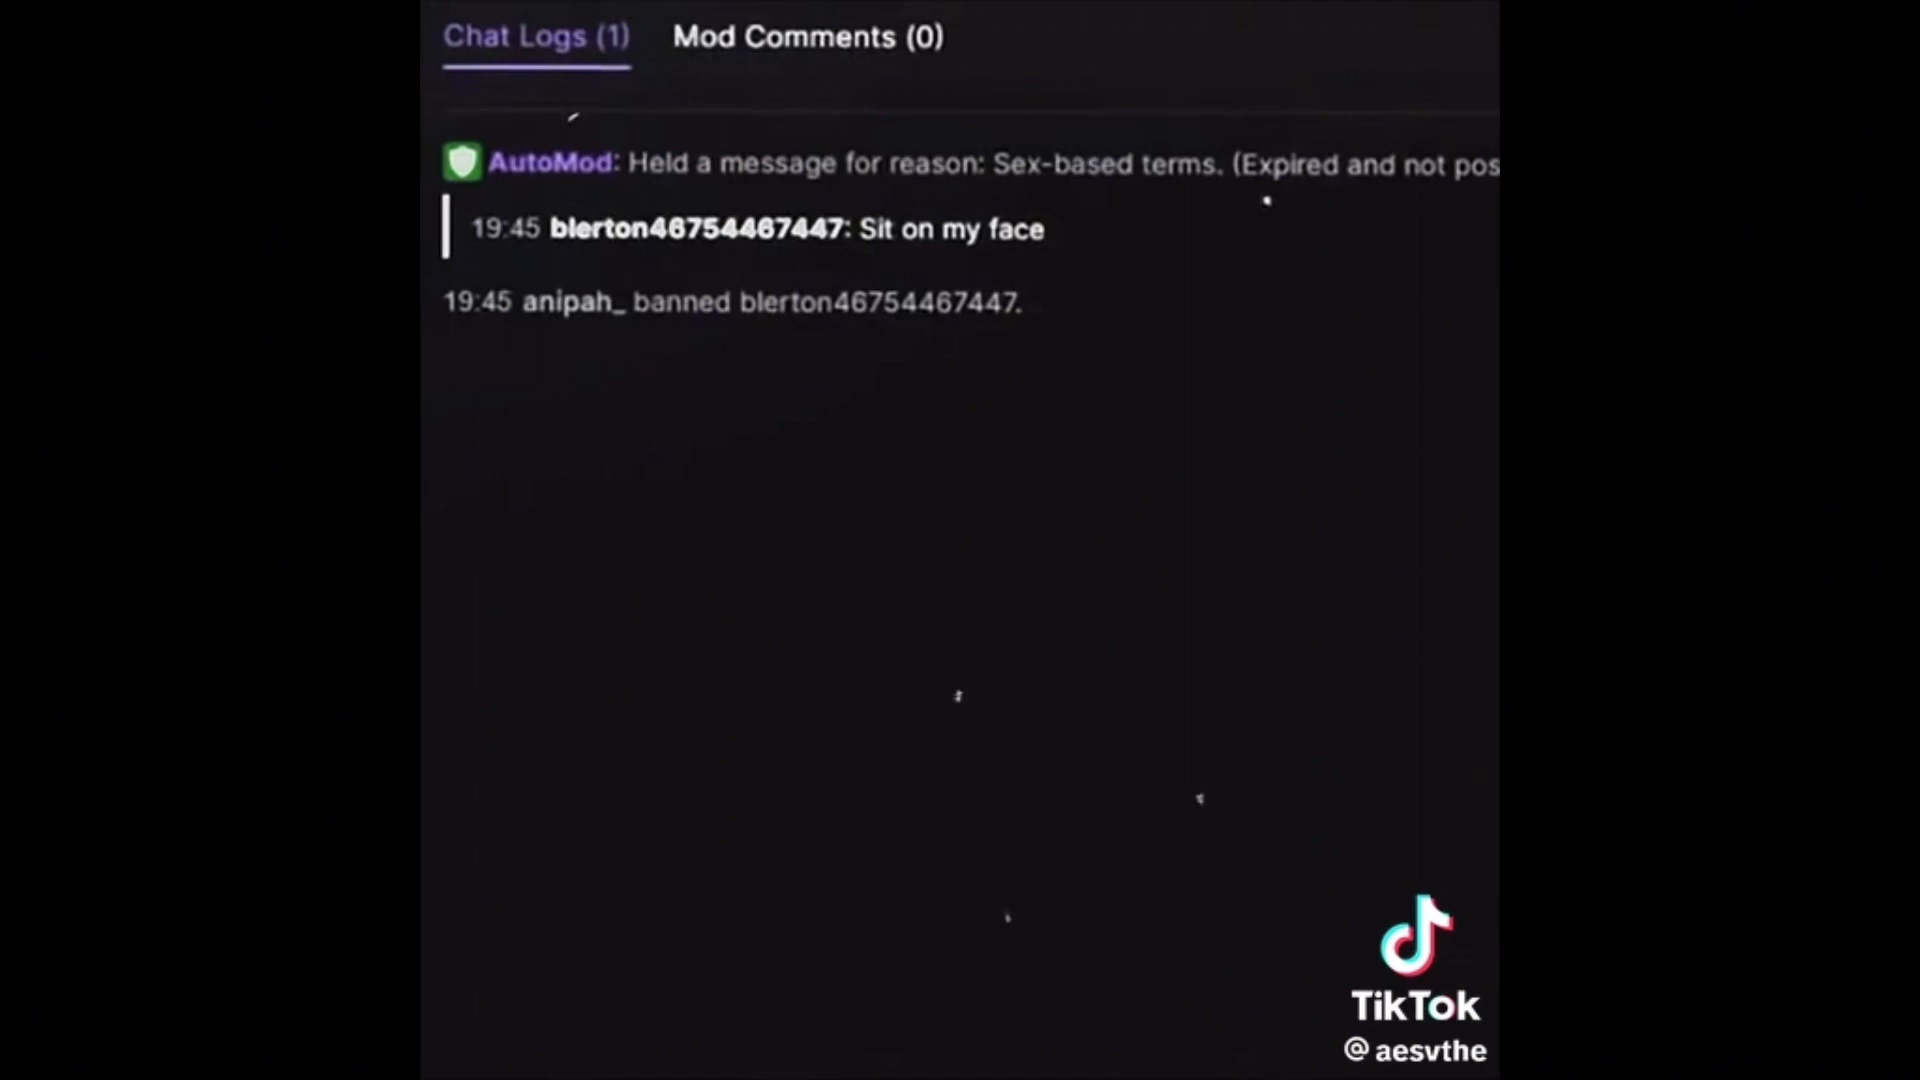 Chat Logs (1) Mod Comments (0)
AutoMod: Held a message for reason: Sex-based terms. (Expired and not pos
19:45 blerton46754467447: Sit on my face
19:45 anipah_ banned blerton46754467447.
TikTok
@aesvthe